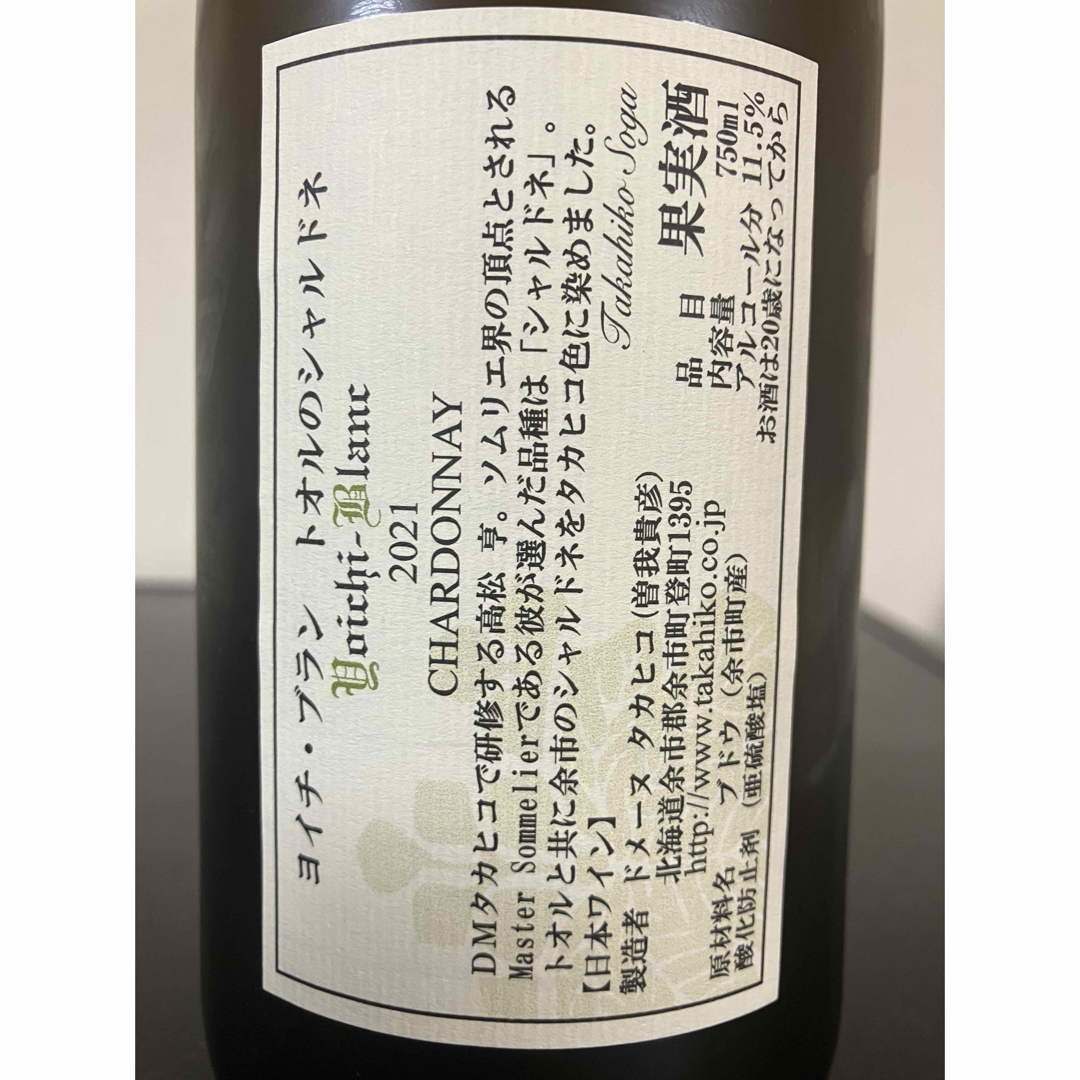 ヨイチ・ブラン トオルのシャルドネ
Yoichi-Blanc
2021
CHARDONNAY
DMタカヒコで研修する高松 亨。ソムリエ界の頂点とされる
Master Sommelierである彼が選んだ品種は「シャルドネ」。
トオルと共に余市のシャルドネをタカヒコ色に染めました。
Takahiko Soga
【日本ワイン】
製造者 ドメーヌ タカヒコ(曽我貴彦)
北海道余市郡余市町登町1395
http://www.takahiko.co.jp
原材料名 ブドウ (余市町産)
酸化防止剤 (亜硫酸塩)
品目 果実酒
内容量 750ml
アルコール分 11.5%
お酒は20歳になってから